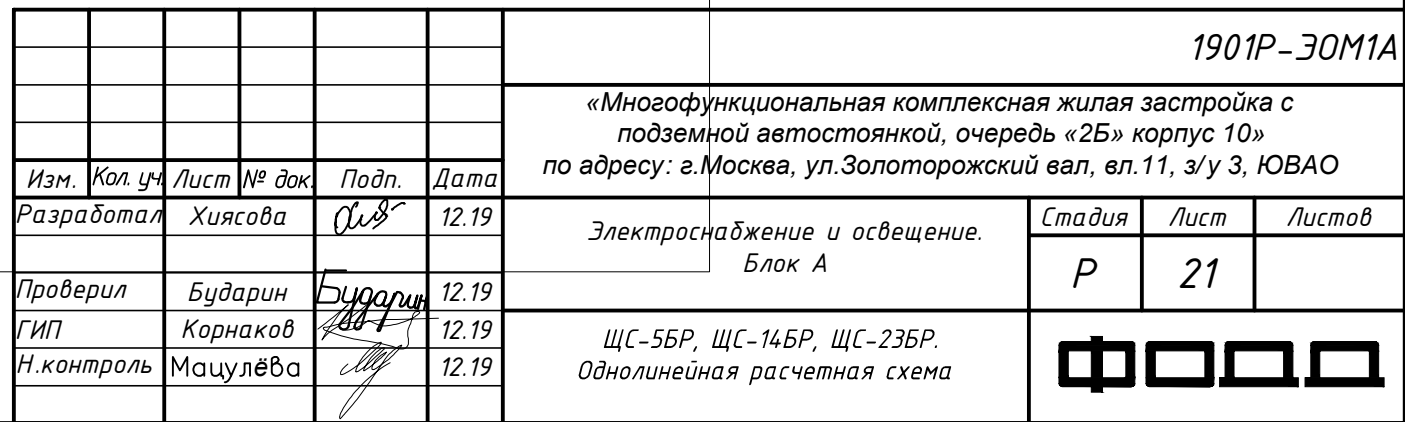 1901Р-ЭОМ1А
«Многофункциональная комплексная жилая застройка с
подземной автостоянкой, очередь «2Б» корпус 10»
по адресу: г.Москва, ул.Золоторожский вал, вл.11, з/у 3, ЮВАО
Изм. Кол. уч. Лист № док. Подп. Дата
Разработал Хиясова 12.19
Электроснабжение и освещение.
Блок А
Стадия Лист Листов
Р 21
Проверил Бударин Бударин 12.19
ГИП Корнаков 12.19
Н.контроль Мацулёва 12.19
ЩС-5БР, ЩС-14БР, ЩС-23БР.
Однолинейная расчетная схема
ФОДД